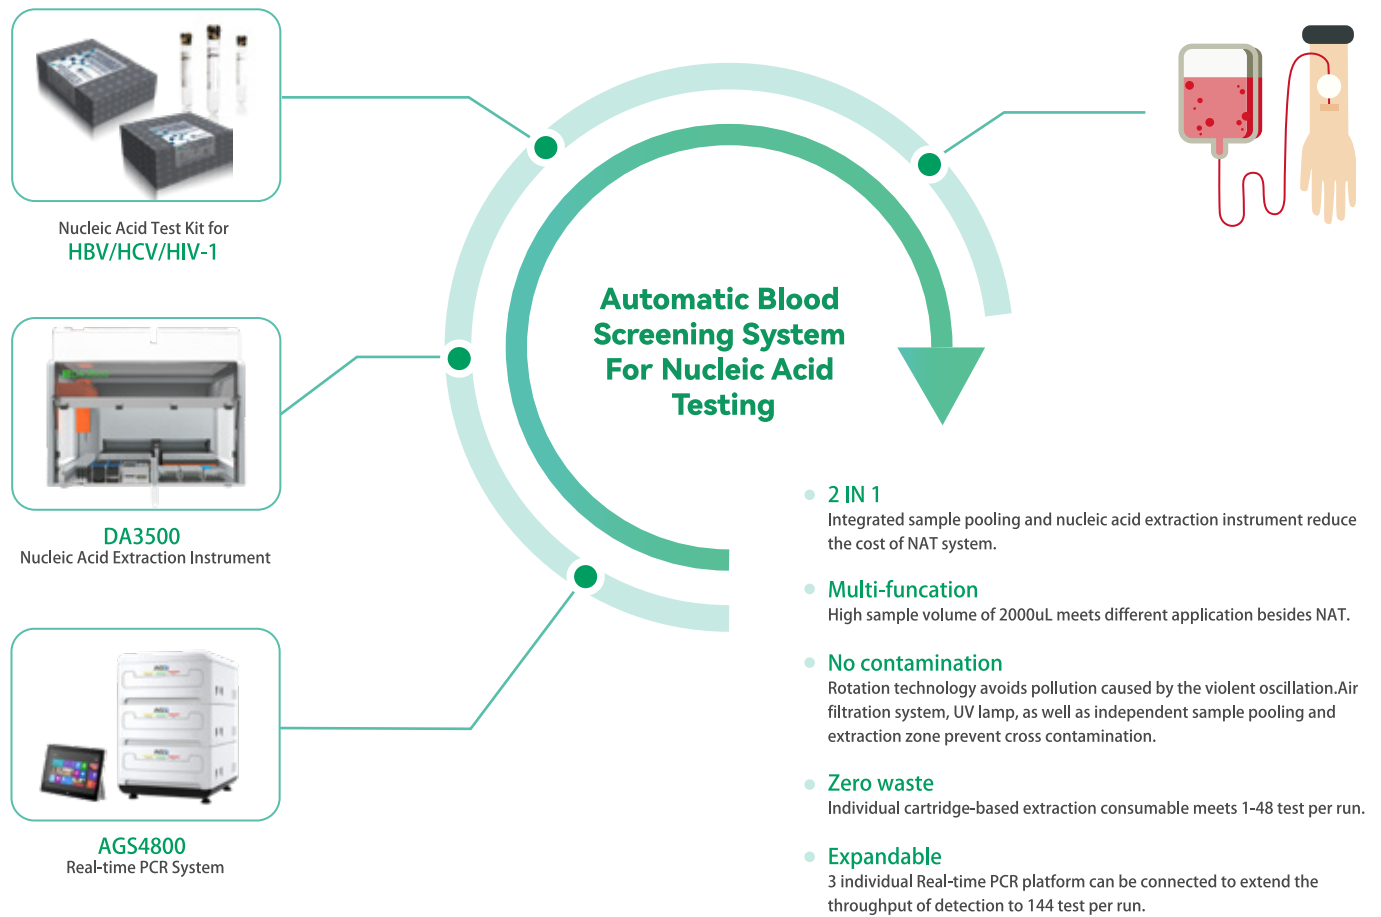 Nucleic Acid Test Kit for
HBV/HCV/HIV-1
DA3500
Nucleic Acid Extraction Instrument
AGS4800
Real-time PCR System
Automatic Blood
Screening System
For Nucleic Acid
Testing
2 IN 1
Integrated sample pooling and nucleic acid extraction instrument reduce
the cost of NAT system.
Multi-funcation
High sample volume of 2000uL meets different application besides NAT.
No contamination
Rotation technology avoids pollution caused by the violent oscillation.Air
filtration system, UV lamp, as well as independent sample pooling and
extraction zone prevent cross contamination.
Zero waste
Individual cartridge-based extraction consumable meets 1-48 test per run.
Expandable
3 individual Real-time PCR platform can be connected to extend the
throughput of detection to 144 test per run.